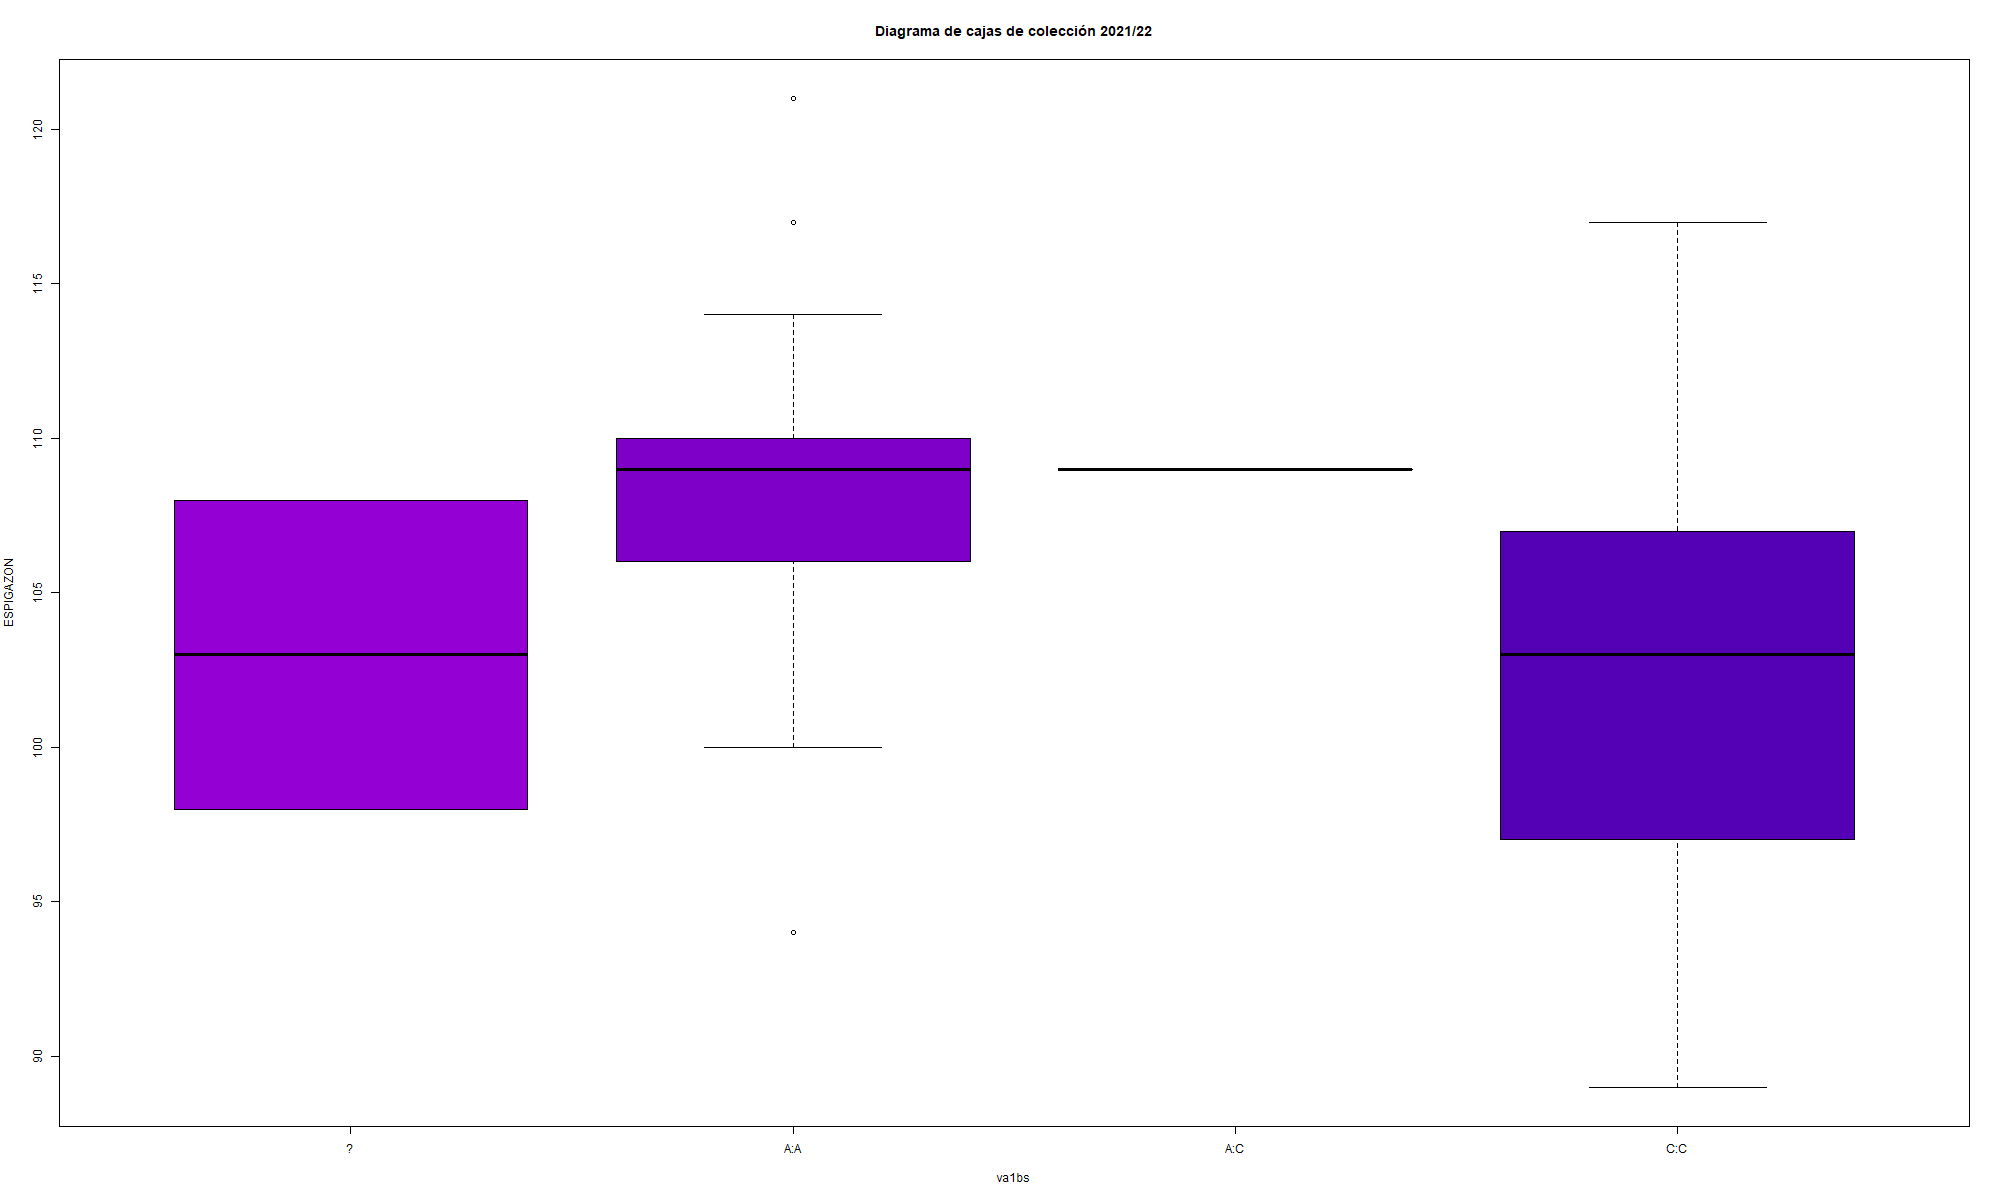 Diagrama de cajas de colección 2021/22
120
115
110
105
100
95
90
ESPIGAZON
?
A:A
A:C
C:C
va1bs